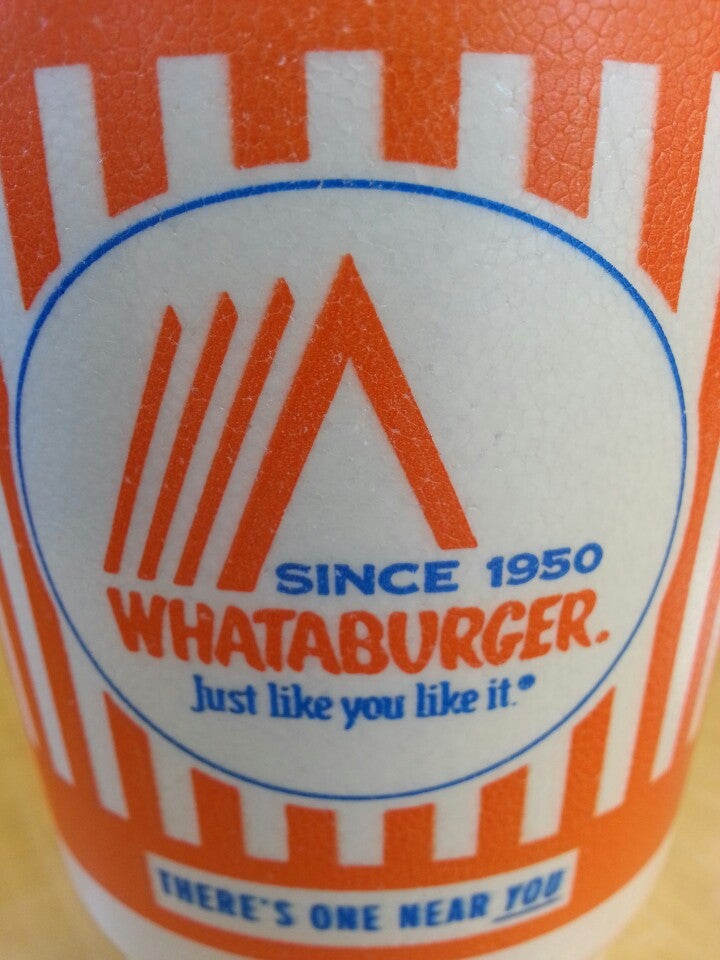 SINCE 1950
WHATABURGER.
Just like you like it.®
THERE'S ONE NEAR YOU